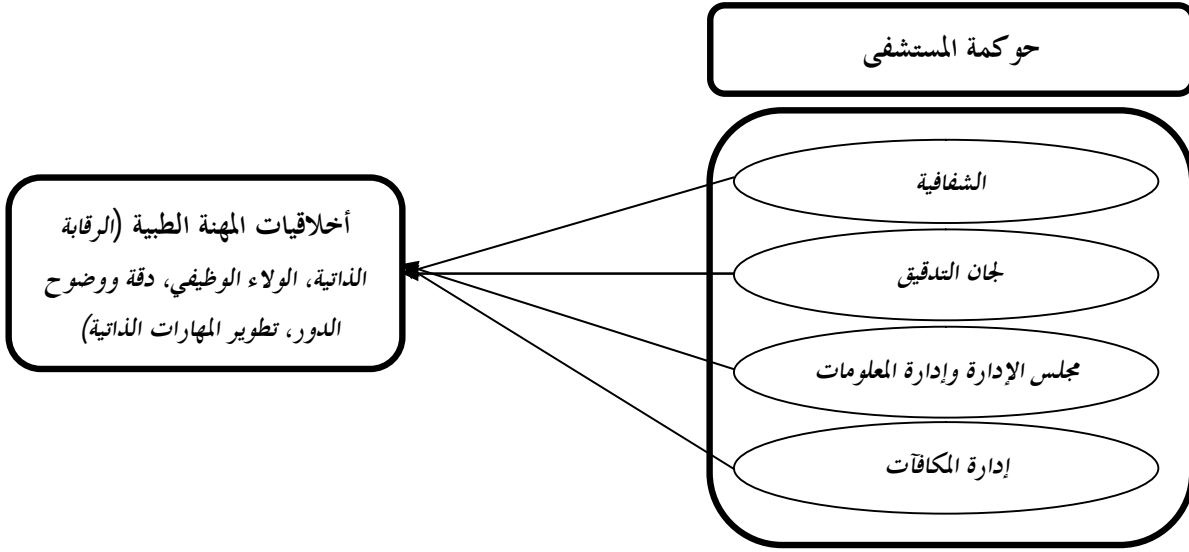 حوكمة المستشفى
الشفافية
لجان التدقيق
مجلس الإدارة وإدارة المعلومات
إدارة المكافآت
أخلاقيات المهنة الطبية (الرقابة
الذاتية، الولاء الوظيفي، دقة ووضوح
الدور، تطوير المهارات الذاتية)